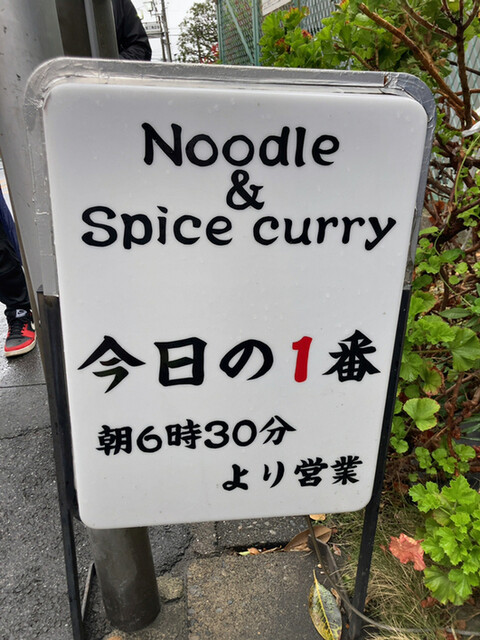 Noodle
&
Spice curry
今日の1番
朝6時30分
より営業